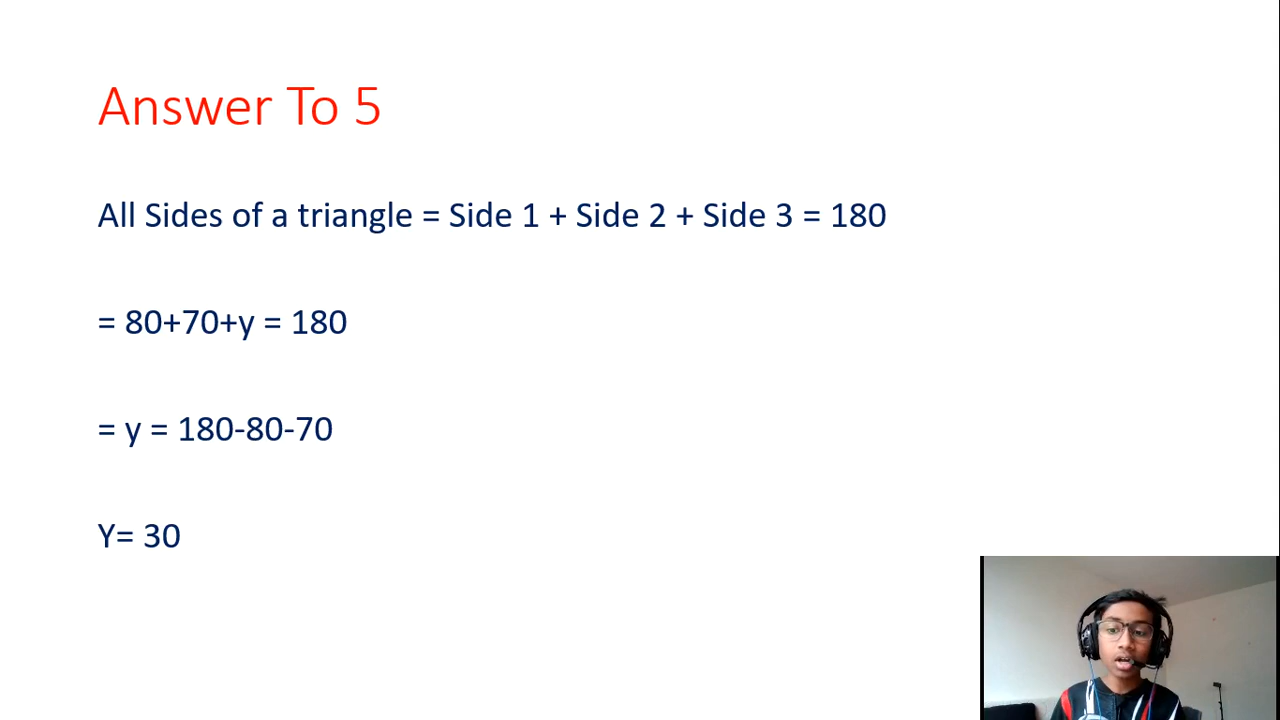 Answer To 5
All Sides of a triangle = Side 1 + Side 2 + Side 3 = 180
= 80+70+y = 180
= y = 180-80-70
Y= 30